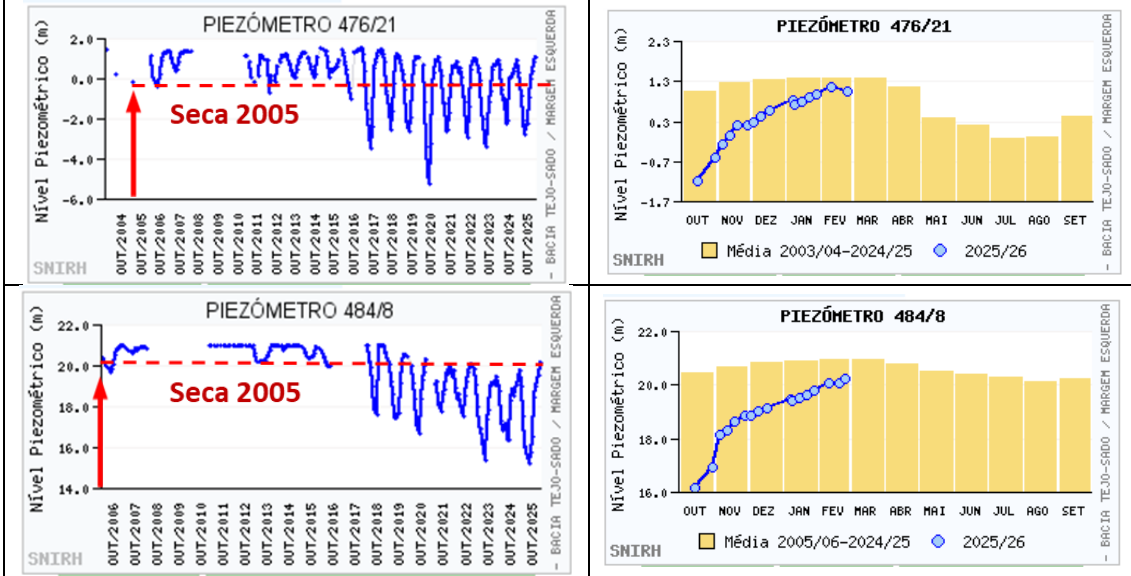 PIEZÓMETRO 476/21
Nível Piezométrico (m)
2.0
0.0
-2.0
-4.0
-6.0
Seca 2005
OUT.2004
OUT.2005
OUT.2006
OUT.2007
OUT.2008
OUT.2009
OUT.2010
OUT.2011
OUT.2012
OUT.2013
OUT.2014
OUT.2015
OUT.2016
OUT.2017
OUT.2018
OUT.2019
OUT.2020
OUT.2021
OUT.2022
OUT.2023
OUT.2024
OUT.2025
- BACIA TEJO-SADO / MARGEM ESQUERDA
SNIRH
PIEZÓMETRO 476/21
Nível Piezométrico (m)
2.3
1.3
0.3
-0.7
-1.7
OUT NOV DEZ JAN FEV MAR ABR MAI JUN JUL AGO SET
Média 2003/04-2024/25 2025/26
- BACIA TEJO-SADO / MARGEM ESQUERDA
SNIRH
PIEZÓMETRO 484/8
Nível Piezométrico (m)
22.0
20.0
18.0
16.0
14.0
Seca 2005
OUT.2006
OUT.2007
OUT.2008
OUT.2009
OUT.2010
OUT.2011
OUT.2012
OUT.2013
OUT.2014
OUT.2015
OUT.2016
OUT.2017
OUT.2018
OUT.2019
OUT.2020
OUT.2021
OUT.2022
OUT.2023
OUT.2024
OUT.2025
- BACIA TEJO-SADO / MARGEM ESQUERDA
SNIRH
PIEZÓMETRO 484/8
Nível Piezométrico (m)
22.0
20.0
18.0
16.0
OUT NOV DEZ JAN FEV MAR ABR MAI JUN JUL AGO SET
Média 2005/06-2024/25 2025/26
- BACIA TEJO-SADO / MARGEM ESQUERDA
SNIRH